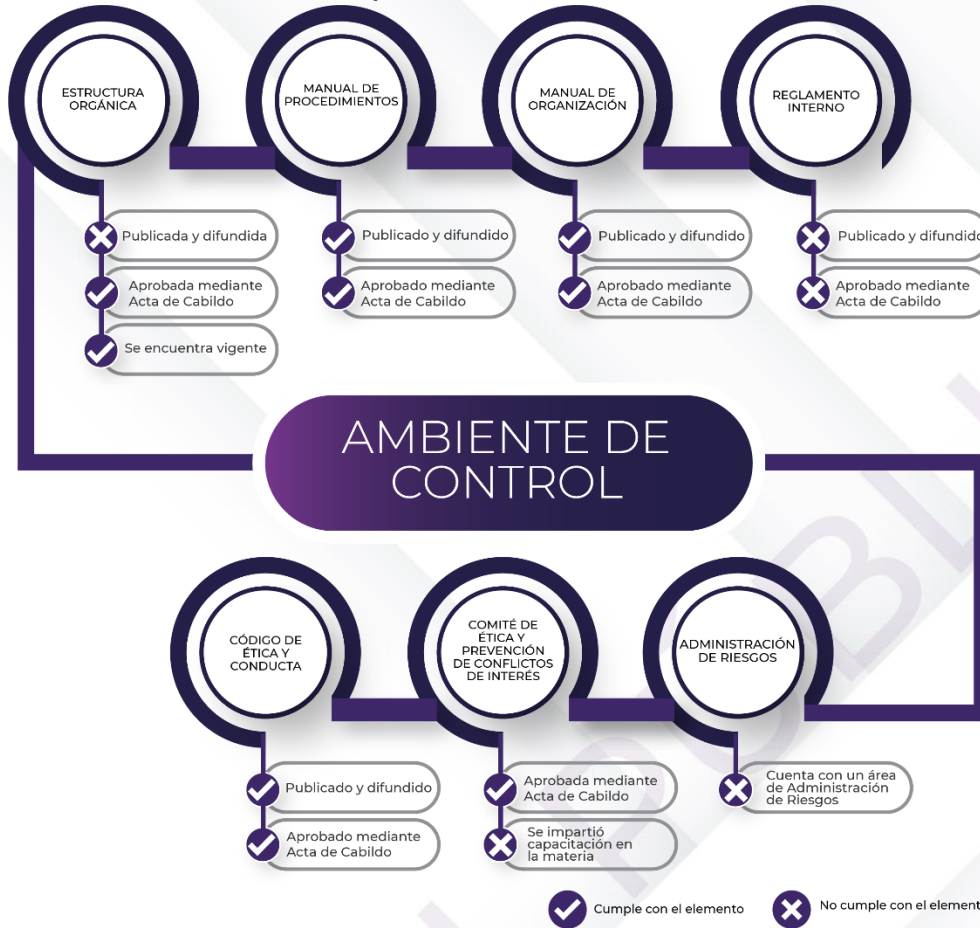 ESTRUCTURA
ORGÁNICA
MANUAL DE
PROCEDIMIENTOS
MANUAL DE
ORGANIZACIÓN
REGLAMENTO
INTERNO
Publicada y difundida
Aprobada mediante
Acta de Cabildo
Se encuentra vigente
Publicado y difundido
Aprobado mediante
Acta de Cabildo
Publicado y difundido
Aprobado mediante
Acta de Cabildo
Publicado y difundido
Aprobado mediante
Acta de Cabildo
AMBIENTE DE
CONTROL
CÓDIGO DE
ÉTICA Y
CONDUCTA
COMITÉ DE
ÉTICA Y
PREVENCIÓN
DE CONFLICTOS
DE INTERÉS
ADMINISTRACIÓN
DE RIESGOS
Publicado y difundido
Aprobado mediante
Acta de Cabildo
Aprobada mediante
Acta de Cabildo
Se impartió
capacitación en
la materia
Cuenta con un área
de Administración
de Riesgos
Cumple con el elemento
No cumple con el element